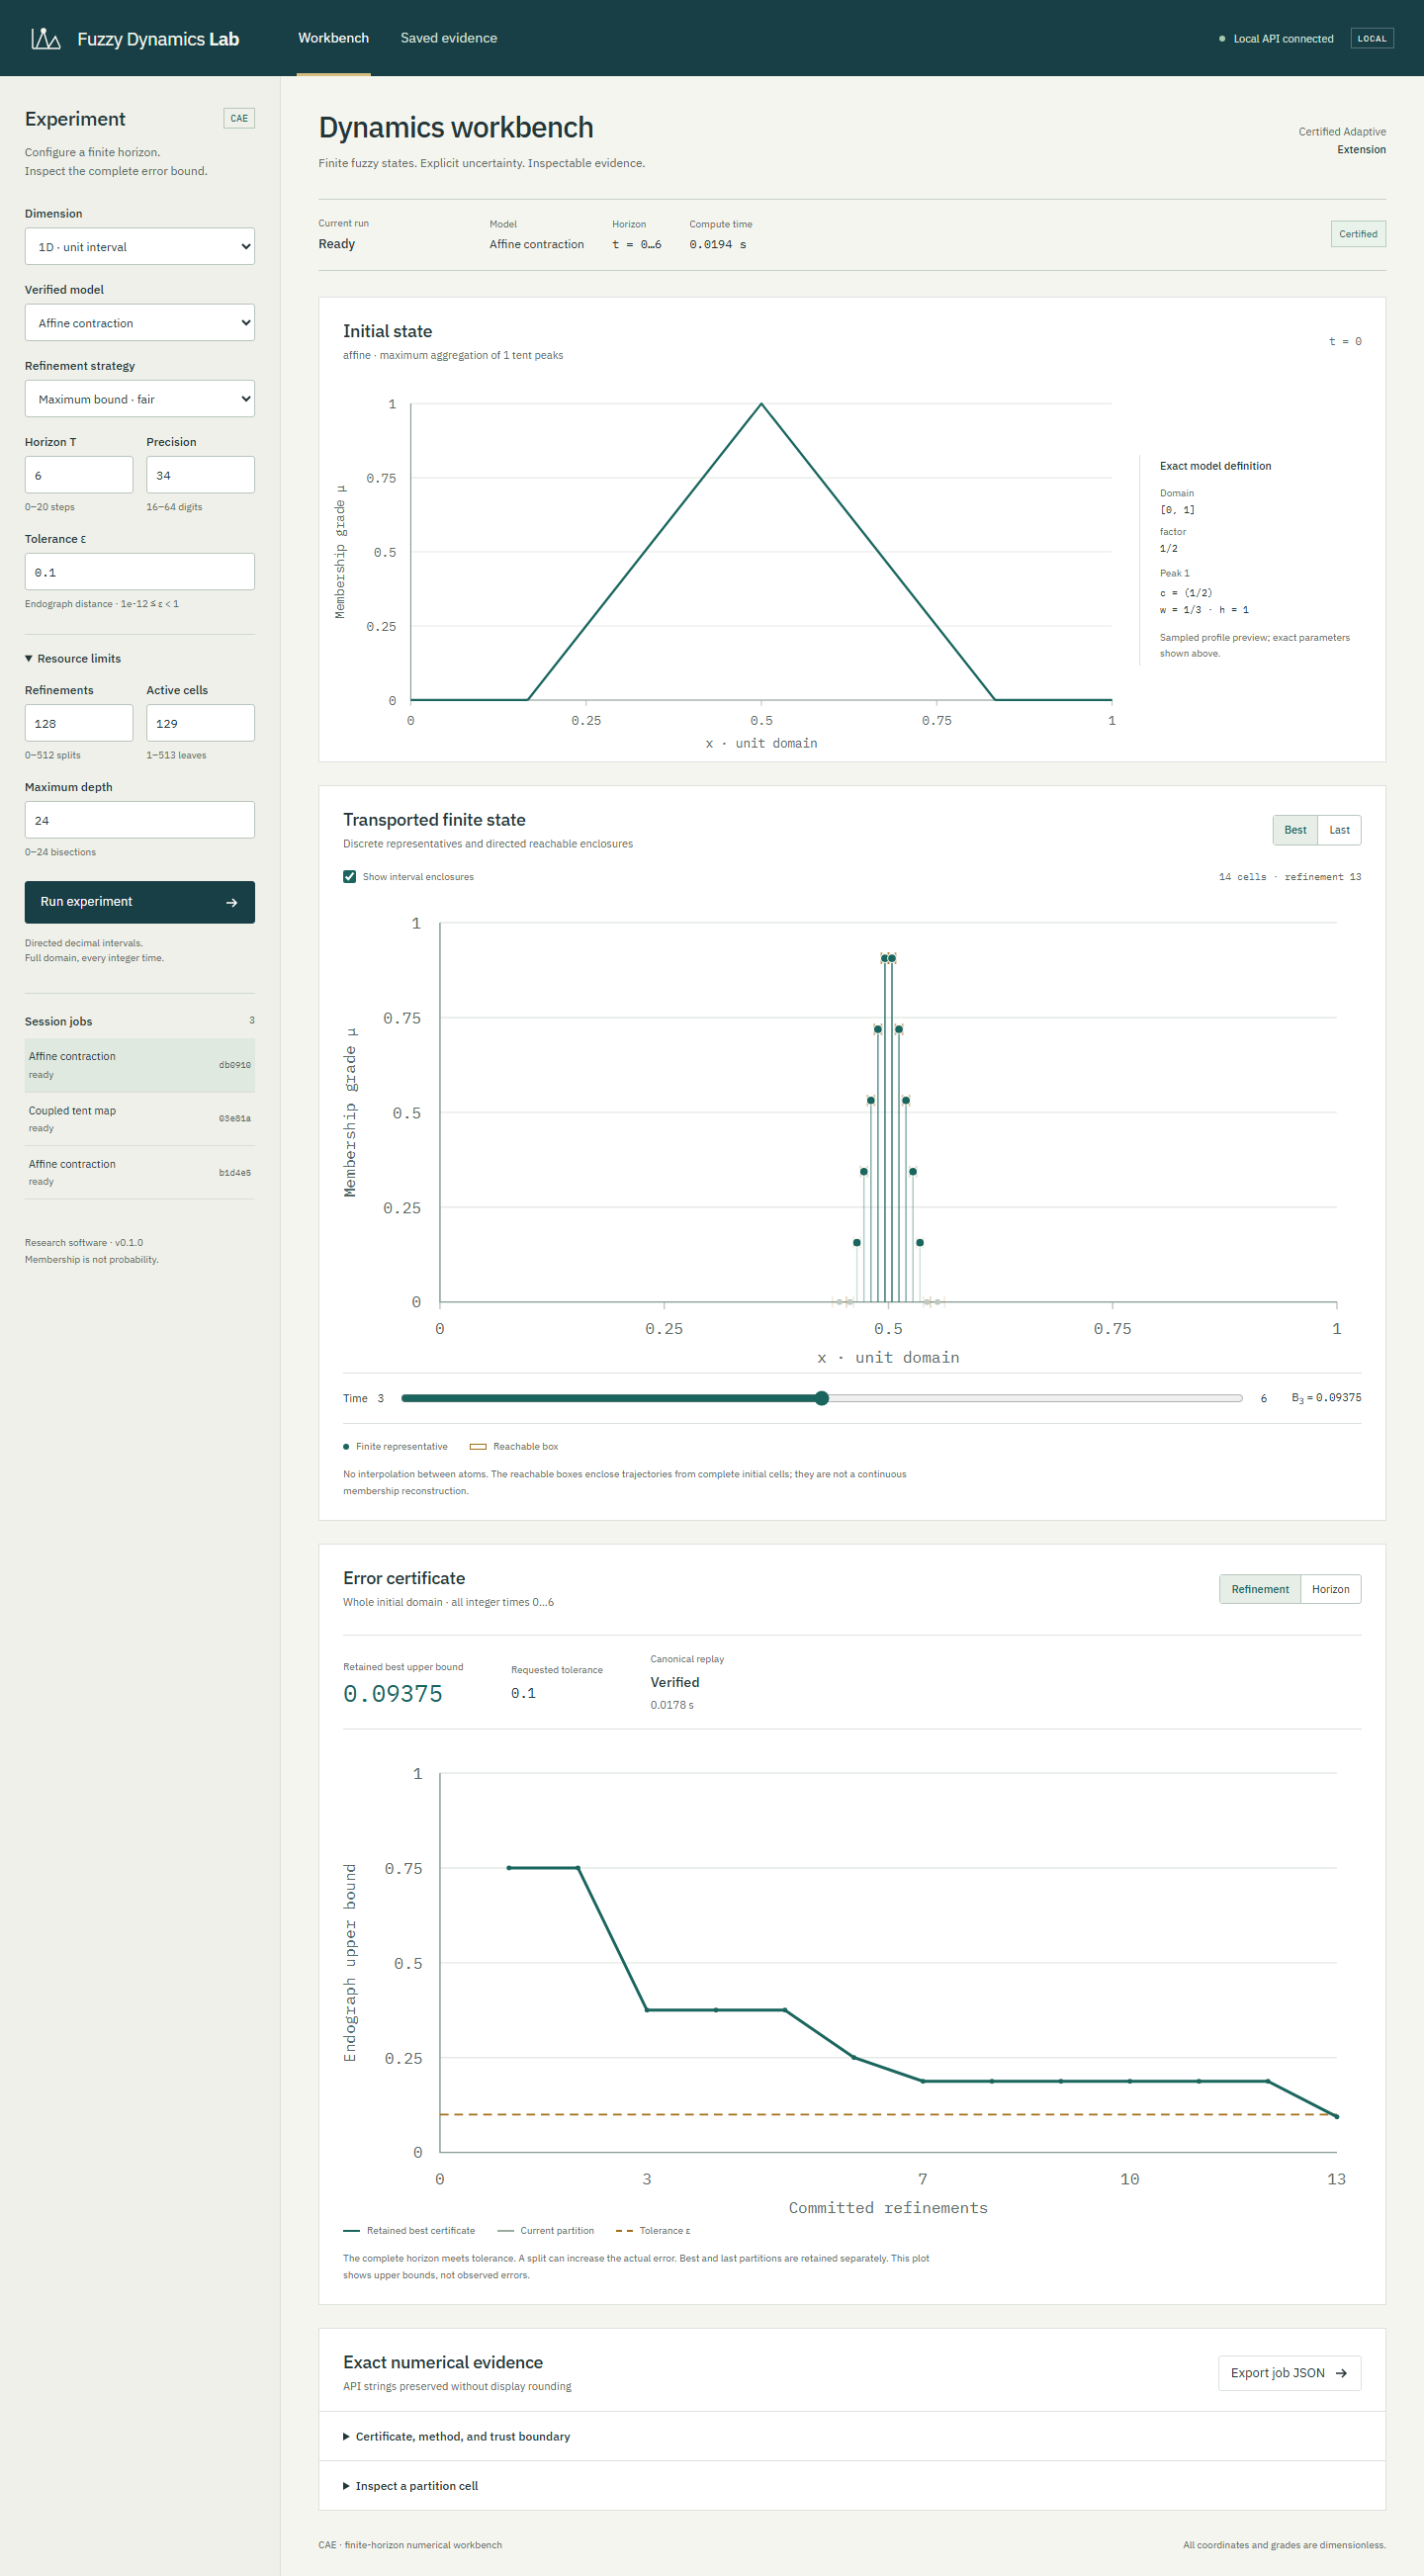 Fuzzy Dynamics Lab
Workbench
Saved evidence
Local API connected
LOCAL
Experiment
CAE
Configure a finite horizon.
Inspect the complete error bound.
Dimension
1D · unit interval
Verified model
Affine contraction
Refinement strategy
Maximum bound · fair
Horizon T
Precision
6
34
0–20 steps
16–64 digits
Tolerance ε
0.1
Endograph distance · 1e-12 ≤ ε < 1
Resource limits
Refinements
Active cells
128
129
0–512 splits
1–513 leaves
Maximum depth
24
0–24 bisections
Run experiment →
Directed decimal intervals.
Full domain, every integer time.
Session jobs
3
Affine contraction
ready
db0910
Coupled tent map
ready
03e81a
Affine contraction
ready
b1d4e5
Research software · v0.1.0
Membership is not probability.
Dynamics workbench
Finite fuzzy states. Explicit uncertainty. Inspectable evidence.
Certified Adaptive
Extension
Current run
Ready
Model
Affine contraction
Horizon
t = 0…6
Compute time
0.0194 s
Certified
Initial state
affine · maximum aggregation of 1 tent peaks
t = 0
Membership grade μ
1
0.75
0.5
0.25
0
0
0.25
0.5
0.75
1
x · unit domain
Exact model definition
Domain
[0, 1]
factor
1/2
Peak 1
c = (1/2)
w = 1/3 · h = 1
Sampled profile preview; exact parameters
shown above.
Transported finite state
Discrete representatives and directed reachable enclosures
Best
Last
Show interval enclosures
14 cells · refinement 13
Membership grade μ
1
0.75
0.5
0.25
0
0
0.25
0.5
0.75
1
x · unit domain
Time 3
6
B₃ = 0.09375
Finite representative
Reachable box
No interpolation between atoms. The reachable boxes enclose trajectories from complete initial cells; they are not a continuous
membership reconstruction.
Error certificate
Whole initial domain · all integer times 0…6
Refinement
Horizon
Retained best upper bound
0.09375
Requested tolerance
0.1
Canonical replay
Verified
0.0178 s
Endograph upper bound
1
0.75
0.5
0.25
0
0
3
7
10
13
Committed refinements
Retained best certificate
Current partition
Tolerance ε
The complete horizon meets tolerance. A split can increase the actual error. Best and last partitions are retained separately. This plot
shows upper bounds, not observed errors.
Exact numerical evidence
API strings preserved without display rounding
Export job JSON →
Certificate, method, and trust boundary
Inspect a partition cell
CAE · finite-horizon numerical workbench
All coordinates and grades are dimensionless.